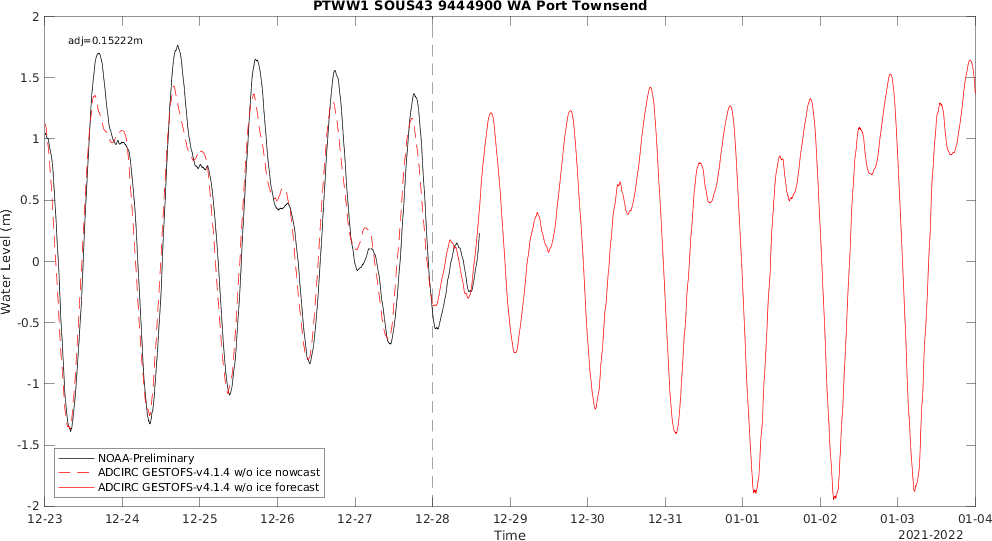 PTWW1 SOUS43 9444900 WA Port Townsend
adj=0.15222m
2
1.5
1
0.5
0
-0.5
-1
-1.5
-2
Water Level (m)
NOAA-Preliminary
ADCIRC GESTOFS-v4.1.4 w/o ice nowcast
ADCIRC GESTOFS-v4.1.4 w/o ice forecast
12-23 12-24 12-25 12-26 12-27 12-28 12-29 12-30 12-31 01-01 01-02 01-03 01-04
Time
2021-2022